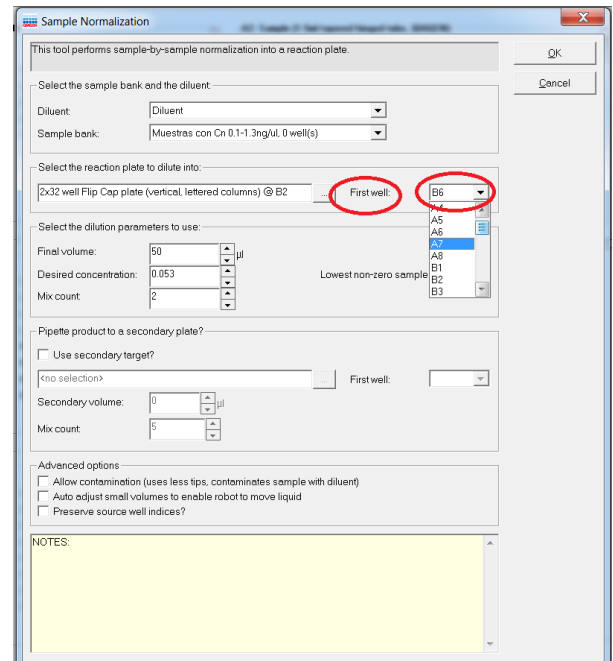 Sample Normalization
This tool performs sample-by-sample normalization into a reaction plate.
OK
Cancel
Select the sample bank and the diluent:
Diluent: Diluent
Sample bank: Muestras con Cn 0.1-1.3ng/ul, 0 well(s)
Select the reaction plate to dilute into:
2x32 well Flip Cap plate (vertical, lettered columns) @ B2 ... First well: B6
A4
A5
A6
A7
A8
B1
B2
B3
Select the dilution parameters to use:
Final volume: 50 µl
Desired concentration: 0.053 Lowest non-zero sample
Mix count: 2
Pipette product to a secondary plate?
Use secondary target?
<no selection> ... First well:
Secondary volume: 0 µl
Mix count: 5
Advanced options
Allow contamination (uses less tips, contaminates sample with diluent)
Auto adjust small volumes to enable robot to move liquid
Preserve source well indices?
NOTES: